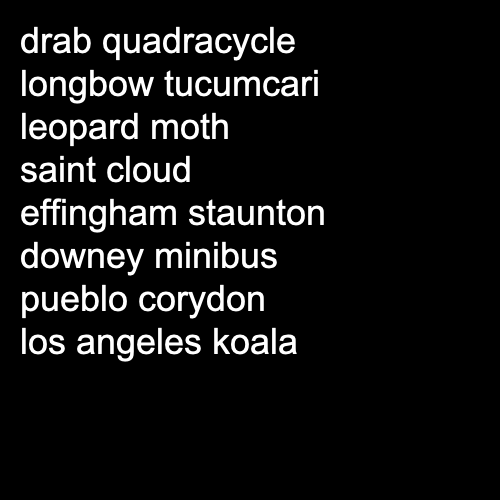 drab quadracycle
longbow tucumcari
leopard moth
saint cloud
effingham staunton
downey minibus
pueblo corydon
los angeles koala